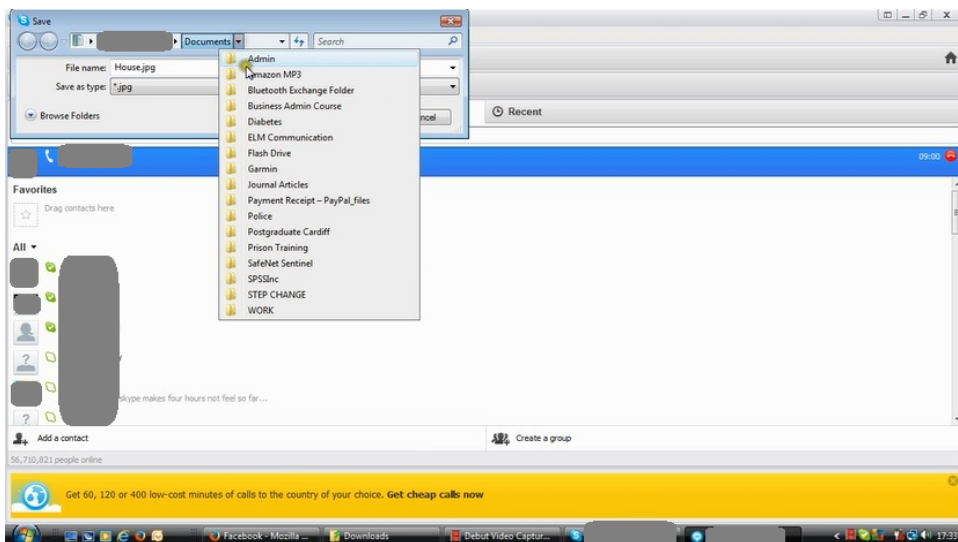 Save
Documents
Search
File name: House.jpg
Save as type: *.jpg
Browse Folders
ncel
Admin
Amazon MP3
Bluetooth Exchange Folder
Business Admin Course
Diabetes
ELM Communication
Flash Drive
Garmin
Journal Articles
Payment Receipt – PayPal_files
Police
Postgraduate Cardiff
Prison Training
SafeNet Sentinel
SPSSInc
STEP CHANGE
WORK
Recent
09:00
Favorites
Drag contacts here
All
skype makes four hours not feel so far...
Add a contact
Create a group
56,710,821 people online
Get 60, 120 or 400 low-cost minutes of calls to the country of your choice. Get cheap calls now
Facebook - Mozilla ...
Downloads
Debut Video Captur...
17:33